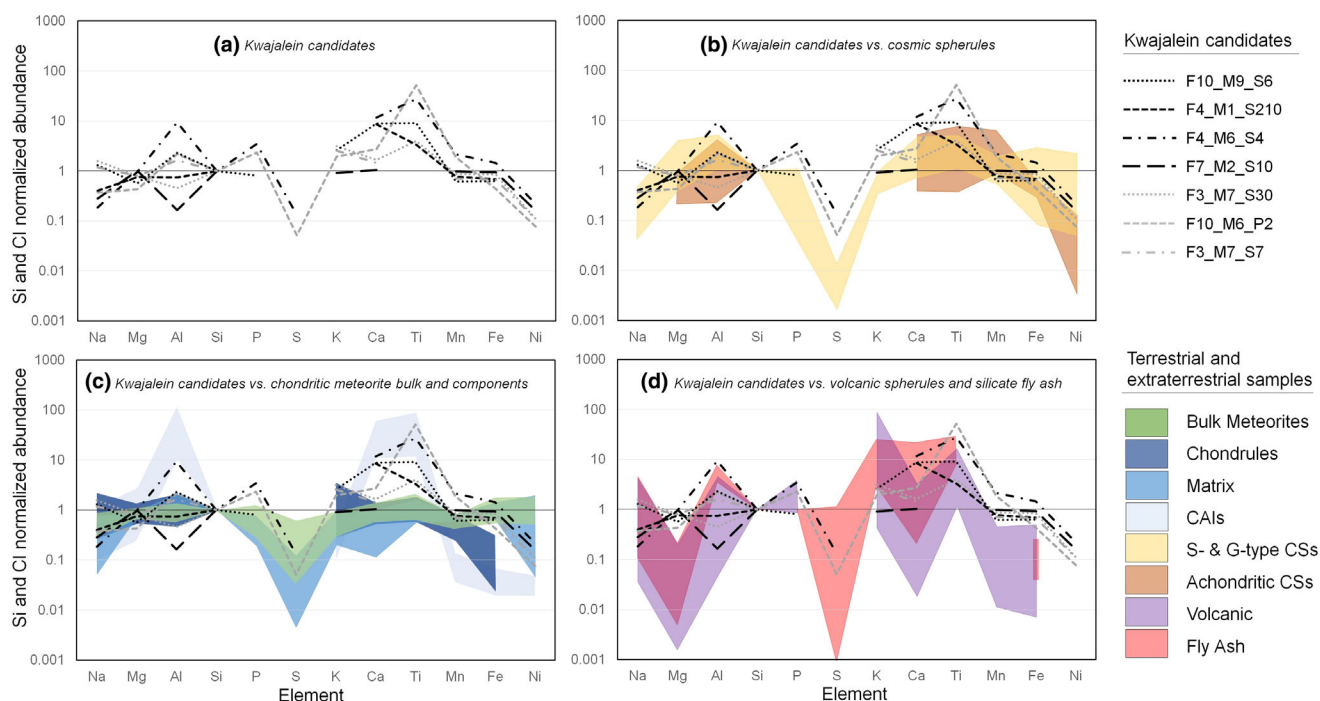 (a) Kwajalein candidates
(b) Kwajalein candidates vs. cosmic spherules
Si and CI normalized abundance
1000
100
10
1
0.1
0.01
0.001
Na Mg Al Si P S K Ca Ti Mn Fe Ni
1000
100
10
1
0.1
0.01
0.001
Na Mg Al Si P S K Ca Ti Mn Fe Ni
Kwajalein candidates
F10_M9_S6
F4_M1_S210
F4_M6_S4
F7_M2_S10
F3_M7_S30
F10_M6_P2
F3_M7_S7
(c) Kwajalein candidates vs. chondritic meteorite bulk and components
(d) Kwajalein candidates vs. volcanic spherules and silicate fly ash
Si and CI normalized abundance
1000
100
10
1
0.1
0.01
0.001
Na Mg Al Si P S K Ca Ti Mn Fe Ni
Element
1000
100
10
1
0.1
0.01
0.001
Na Mg Al Si P S K Ca Ti Mn Fe Ni
Element
Terrestrial and
extraterrestrial samples
Bulk Meteorites
Chondrules
Matrix
CAIs
S- & G-type CSs
Achondritic CSs
Volcanic
Fly Ash